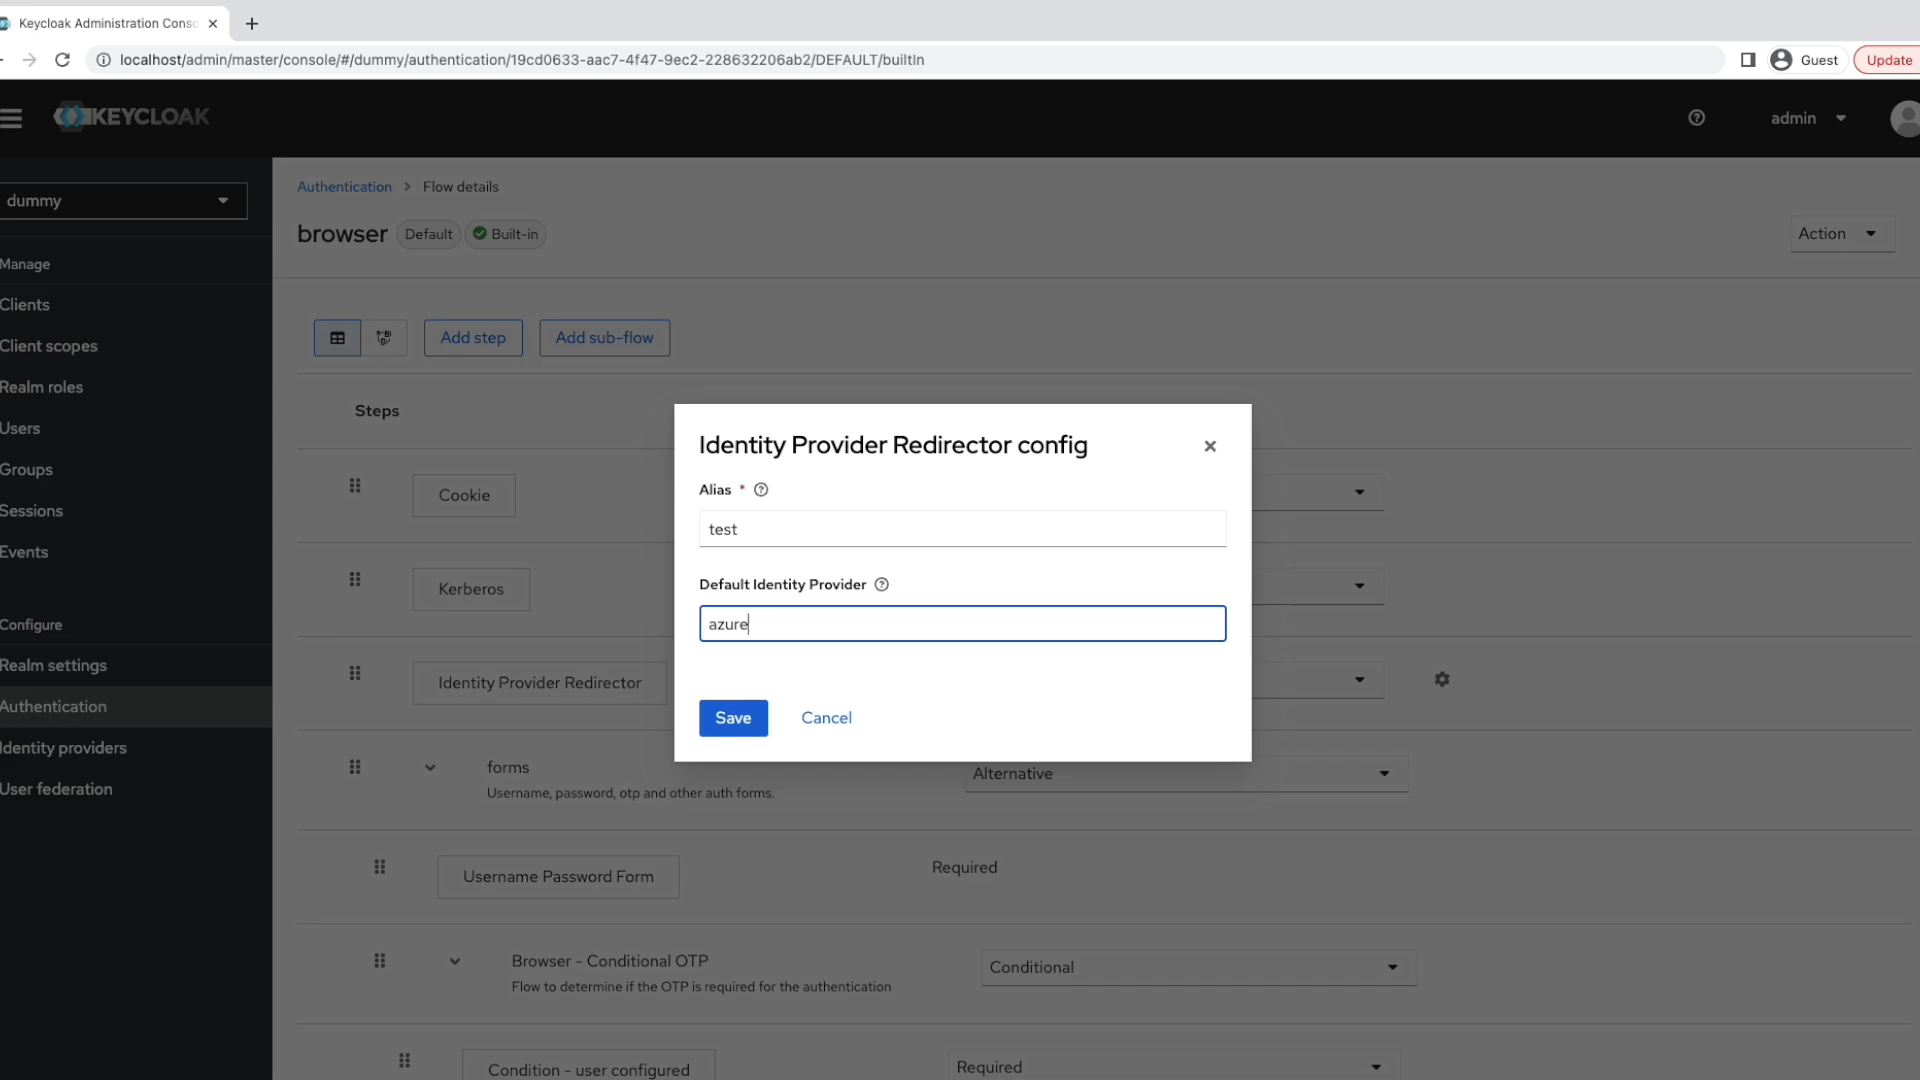 Keycloak Administration Conso
localhost/admin/master/console/#/dummy/authentication/19cd0633-aac7-4f47-9ec2-228632206ab2/DEFAULT/builtIn
Guest
Update
KEYCLOAK
admin
dummy
Manage
Clients
Client scopes
Realm roles
Users
Groups
Sessions
Events
Configure
Realm settings
Authentication
Identity providers
User federation
Authentication > Flow details
browser Default Built-in
Action
Add step
Add sub-flow
Steps
Cookie
Kerberos
Identity Provider Redirector
Identity Provider Redirector config
Alias *
test
Default Identity Provider
azure
Save
Cancel
forms
Username, password, otp and other auth forms.
Alternative
Username Password Form
Required
Browser - Conditional OTP
Flow to determine if the OTP is required for the authentication
Conditional
Condition - user configured
Required